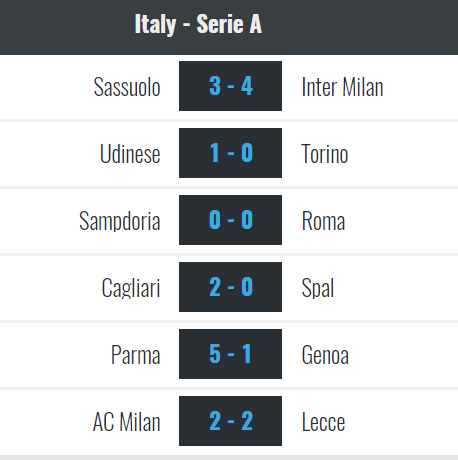 Italy - Serie A
Sassuolo 3 - 4 Inter Milan
Udinese 1 - 0 Torino
Sampdoria 0 - 0 Roma
Cagliari 2 - 0 Spal
Parma 5 - 1 Genoa
AC Milan 2 - 2 Lecce